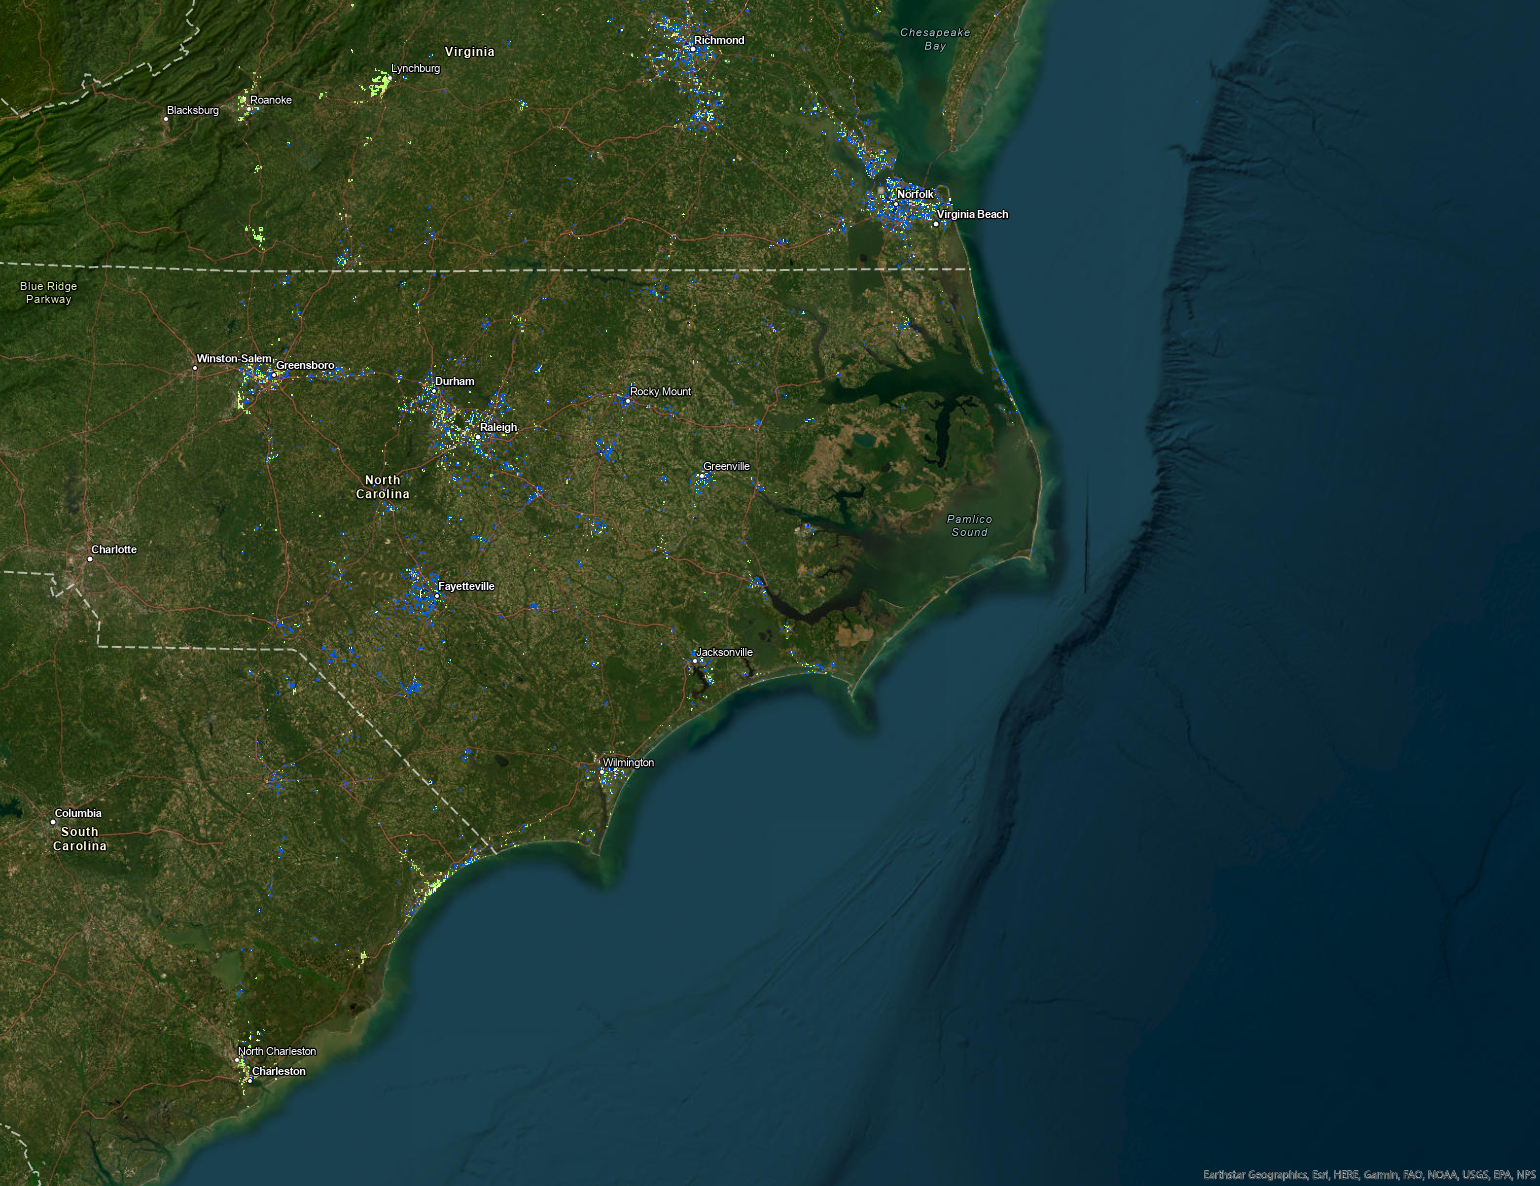 Chesapeake
Bay
Richmond
Virginia
Lynchburg
Roanoke
Blacksburg
Norfolk
Virginia Beach
Blue Ridge
Parkway
Winston-Salem
Greensboro
Durham
Rocky Mount
Raleigh
Greenville
North
Carolina
Pamlico
Sound
Charlotte
Fayetteville
Jacksonville
Wilmington
Columbia
South
Carolina
North Charleston
Charleston
Earthstar Geographics, Esri, HERE, Garmin, FAO, NOAA, USGS, EPA, NPS